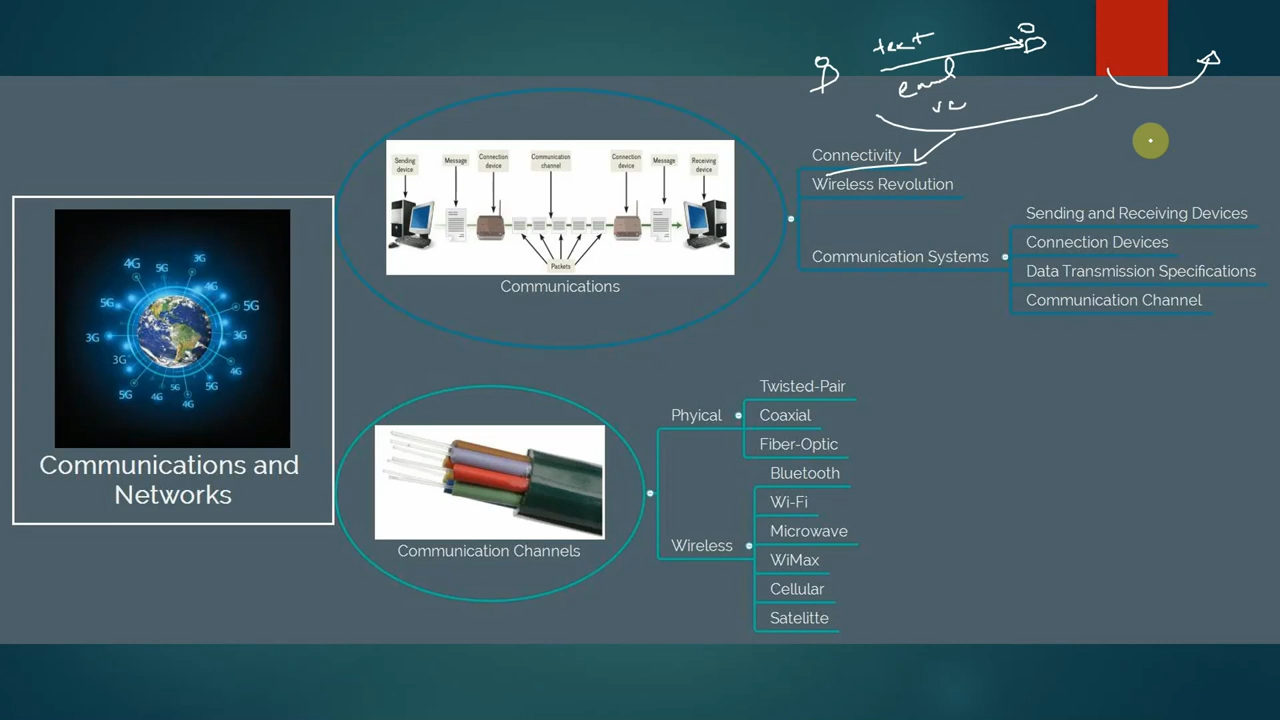 text
email
vc
Connectivity
Wireless Revolution
Communication Systems
Sending and Receiving Devices
Connection Devices
Data Transmission Specifications
Communication Channel
Sending
device
Message
Connection
device
Communication
channel
Connection
device
Message
Receiving
device
Packets
Communications
4G
5G
3G
5G
4G
5G
3G
3G
3G
4G
5G
5G
4G
5G
4G
Communications and
Networks
Communication Channels
Phyical
Twisted-Pair
Coaxial
Fiber-Optic
Wireless
Bluetooth
Wi-Fi
Microwave
WiMax
Cellular
Satelitte